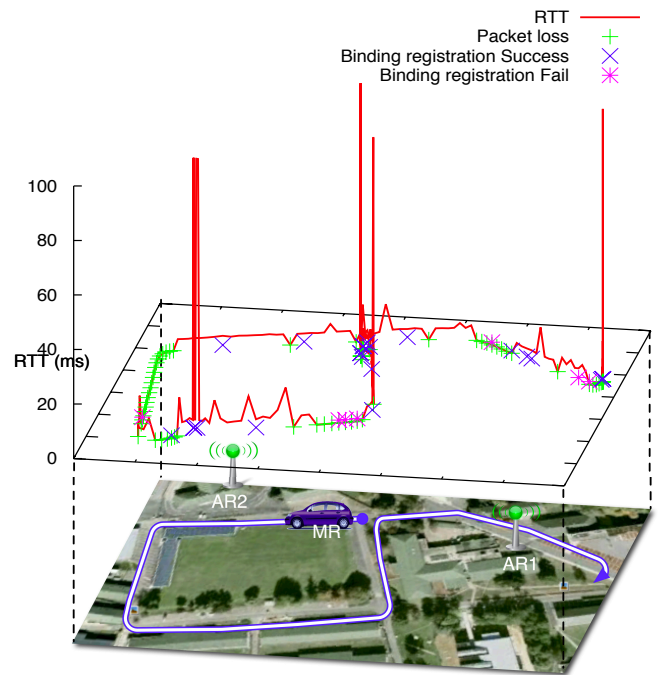 RTT
Packet loss
Binding registration Success
Binding registration Fail
100
80
60
40
RTT (ms)
20
0
AR2
MR
AR1